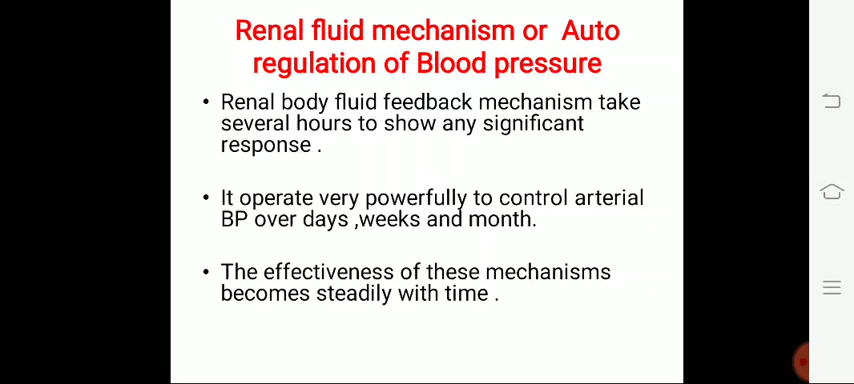 Renal fluid mechanism or Auto
regulation of Blood pressure
• Renal body fluid feedback mechanism take
several hours to show any significant
response .
• It operate very powerfully to control arterial
BP over days ,weeks and month.
• The effectiveness of these mechanisms
becomes steadily with time .